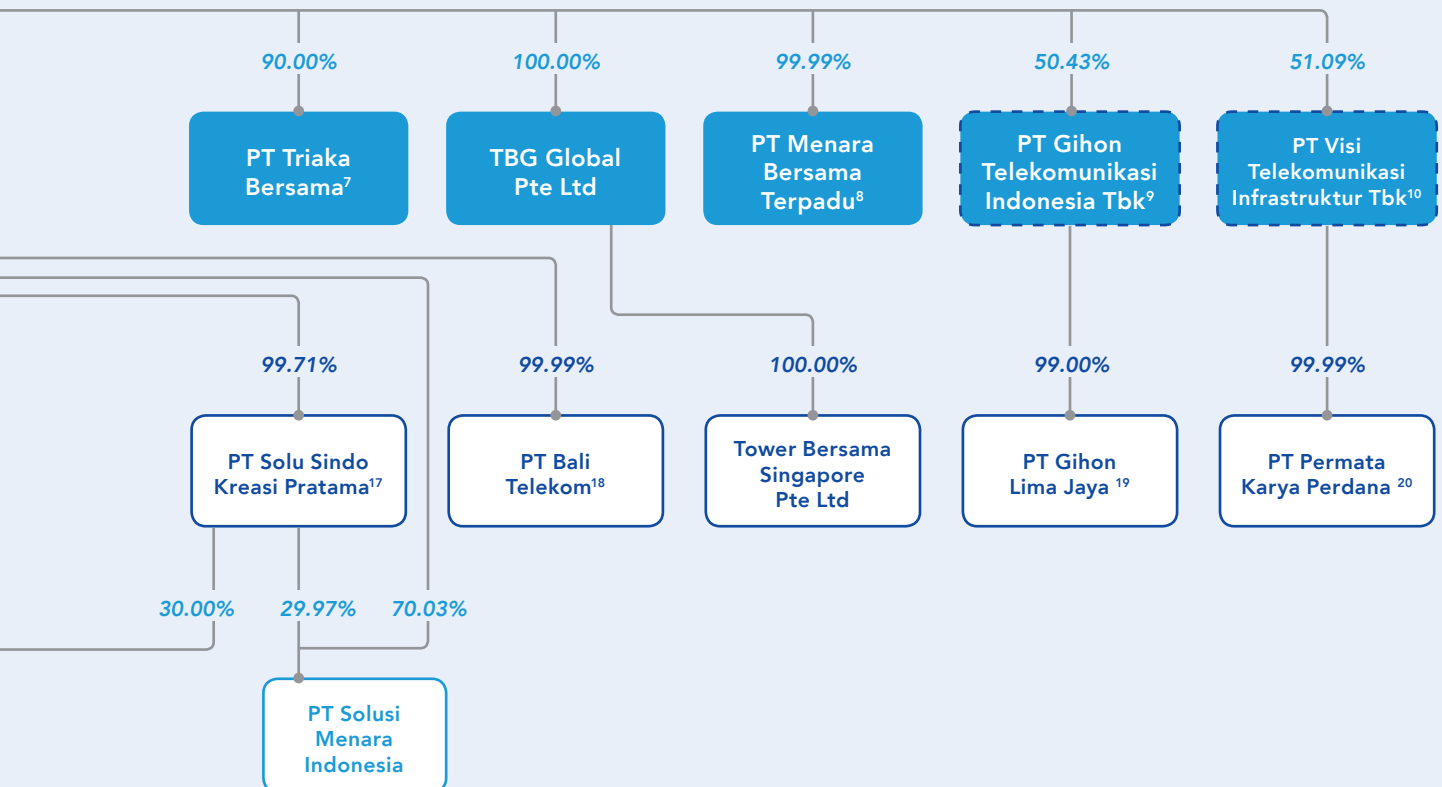 90.00%
100.00%
99.99%
50.43%
51.09%
PT Triaka
Bersama⁷
TBG Global
Pte Ltd
PT Menara
Bersama
Terpadu⁸
PT Gihon
Telekomunikasi
Indonesia Tbk⁹
PT Visi
Telekomunikasi
Infrastruktur Tbk¹⁰
99.71%
99.99%
100.00%
99.00%
99.99%
PT Solu Sindo
Kreasi Pratama¹⁷
PT Bali
Telekom¹⁸
Tower Bersama
Singapore
Pte Ltd
PT Gihon
Lima Jaya ¹⁹
PT Permata
Karya Perdana ²⁰
30.00%
29.97%
70.03%
PT Solusi
Menara
Indonesia